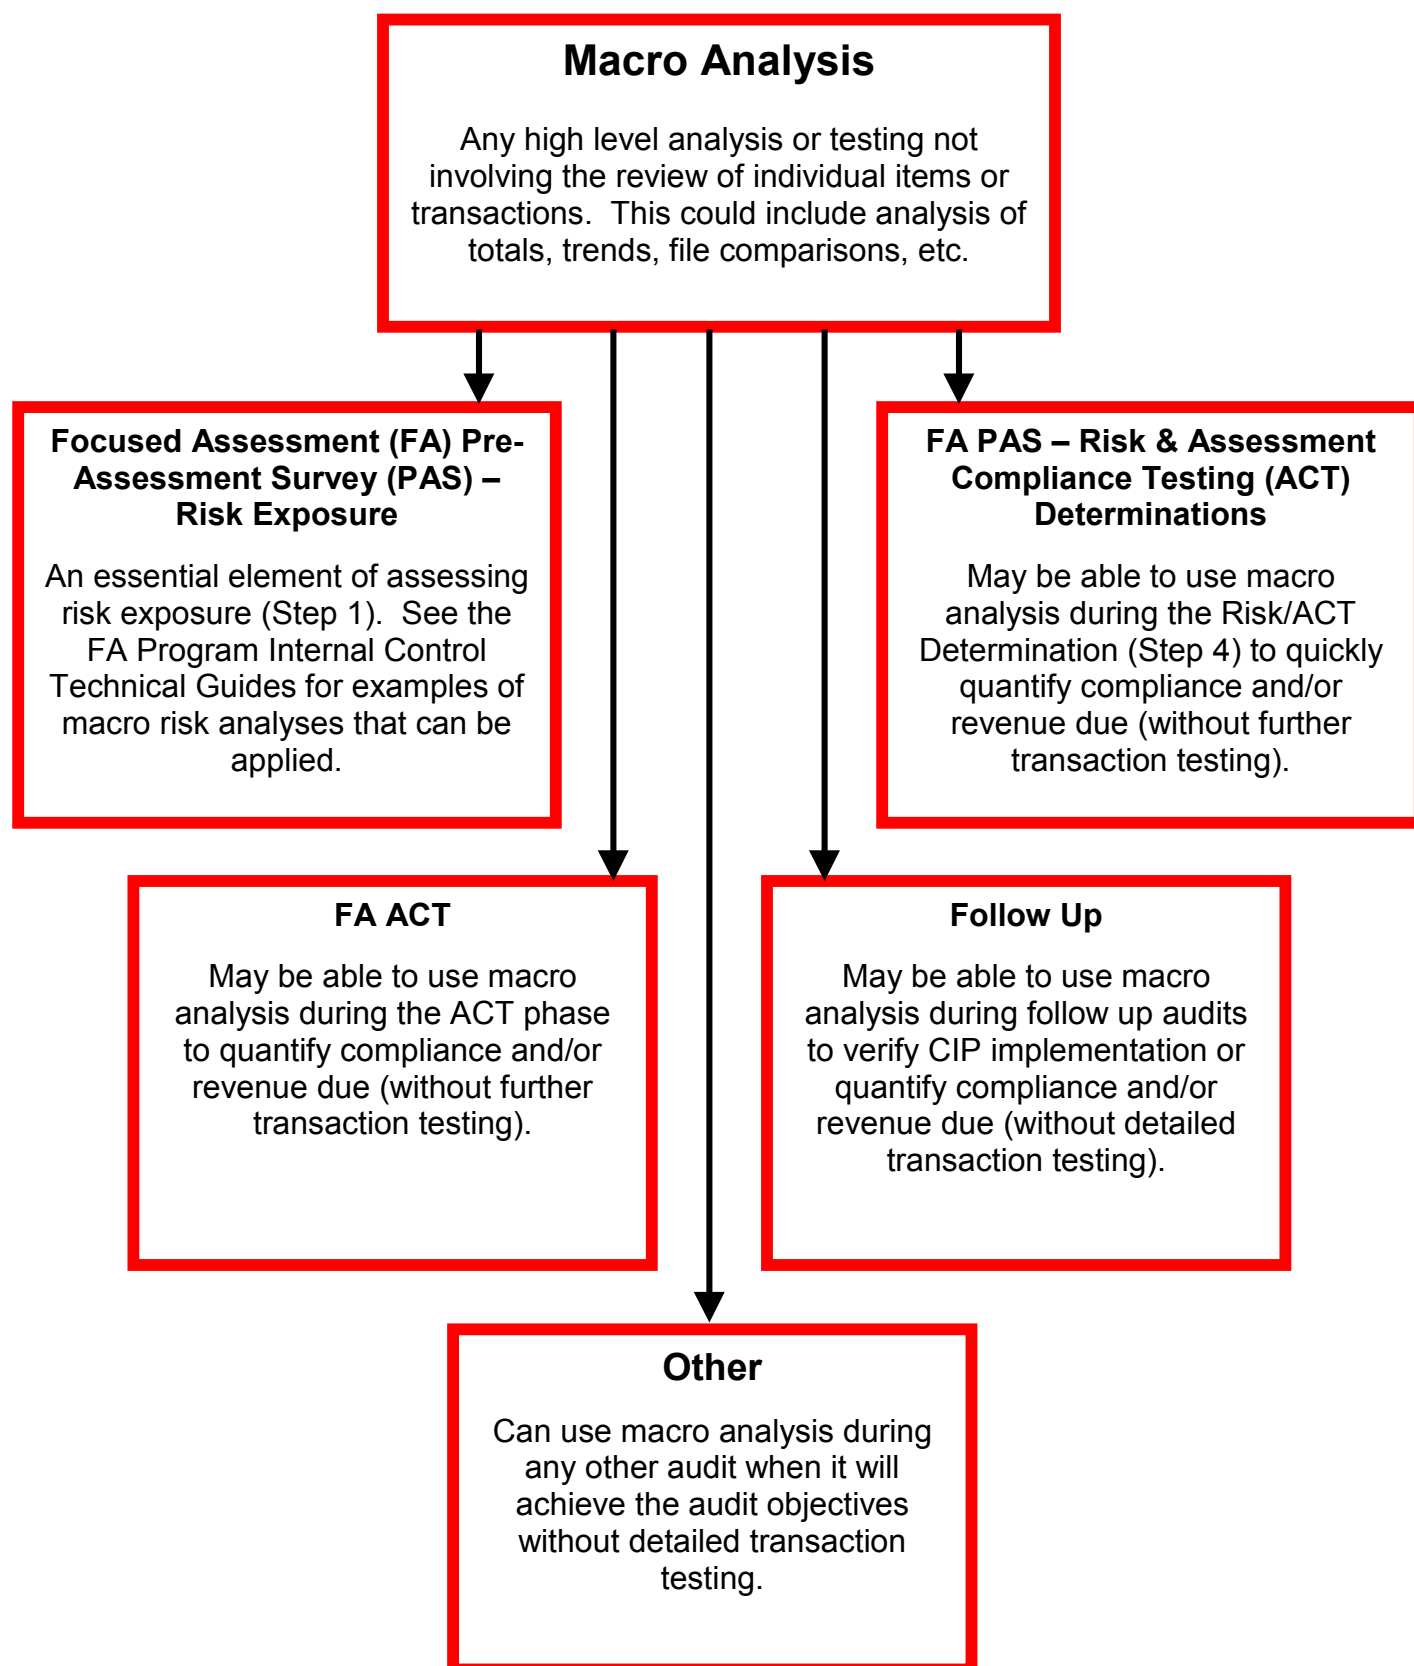 Macro Analysis
Any high level analysis or testing not
involving the review of individual items or
transactions.  This could include analysis of
totals, trends, file comparisons, etc.
Focused Assessment (FA) Pre-
Assessment Survey (PAS) –
Risk Exposure
An essential element of assessing
risk exposure (Step 1).  See the
FA Program Internal Control
Technical Guides for examples of
macro risk analyses that can be
applied.
FA PAS – Risk & Assessment
Compliance Testing (ACT)
Determinations
May be able to use macro
analysis during the Risk/ACT
Determination (Step 4) to quickly
quantify compliance and/or
revenue due (without further
transaction testing).
FA ACT
May be able to use macro
analysis during the ACT phase
to quantify compliance and/or
revenue due (without further
transaction testing).
Follow Up
May be able to use macro
analysis during follow up audits
to verify CIP implementation or
quantify compliance and/or
revenue due (without detailed
transaction testing).
Other
Can use macro analysis during
any other audit when it will
achieve the audit objectives
without detailed transaction
testing.